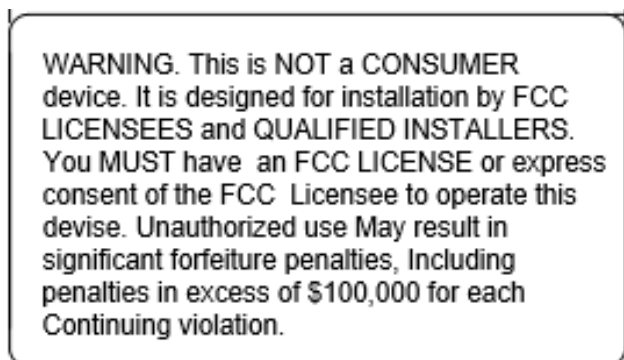 WARNING. This is NOT a CONSUMER
device. It is designed for installation by FCC
LICENSEES and QUALIFIED INSTALLERS.
You MUST have  an FCC LICENSE or express
consent of the FCC  Licensee to operate this
devise. Unauthorized use May result in
significant forfeiture penalties, Including
penalties in excess of $100,000 for each
Continuing violation.